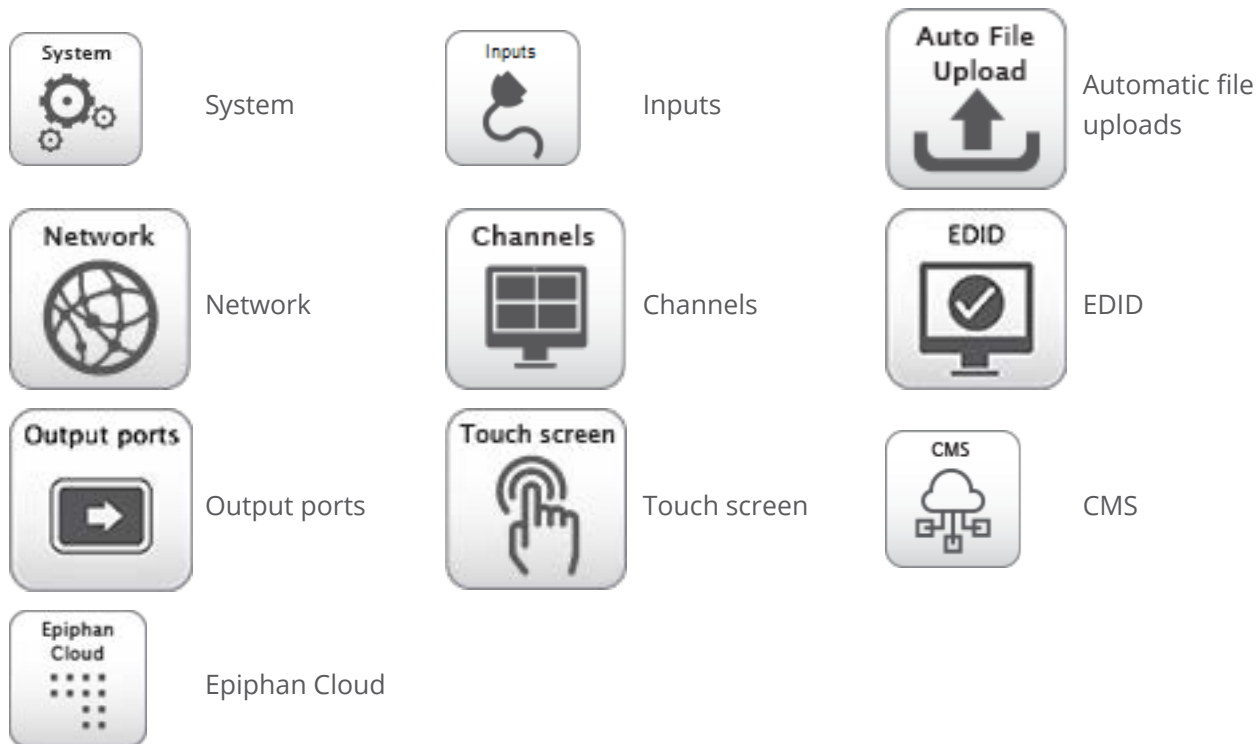 System
System
Inputs
Inputs
Auto File
Upload
Automatic file
uploads
Network
Network
Channels
Channels
EDID
EDID
Output ports
Output ports
Touch screen
Touch screen
CMS
CMS
Epiphan
Cloud
Epiphan Cloud